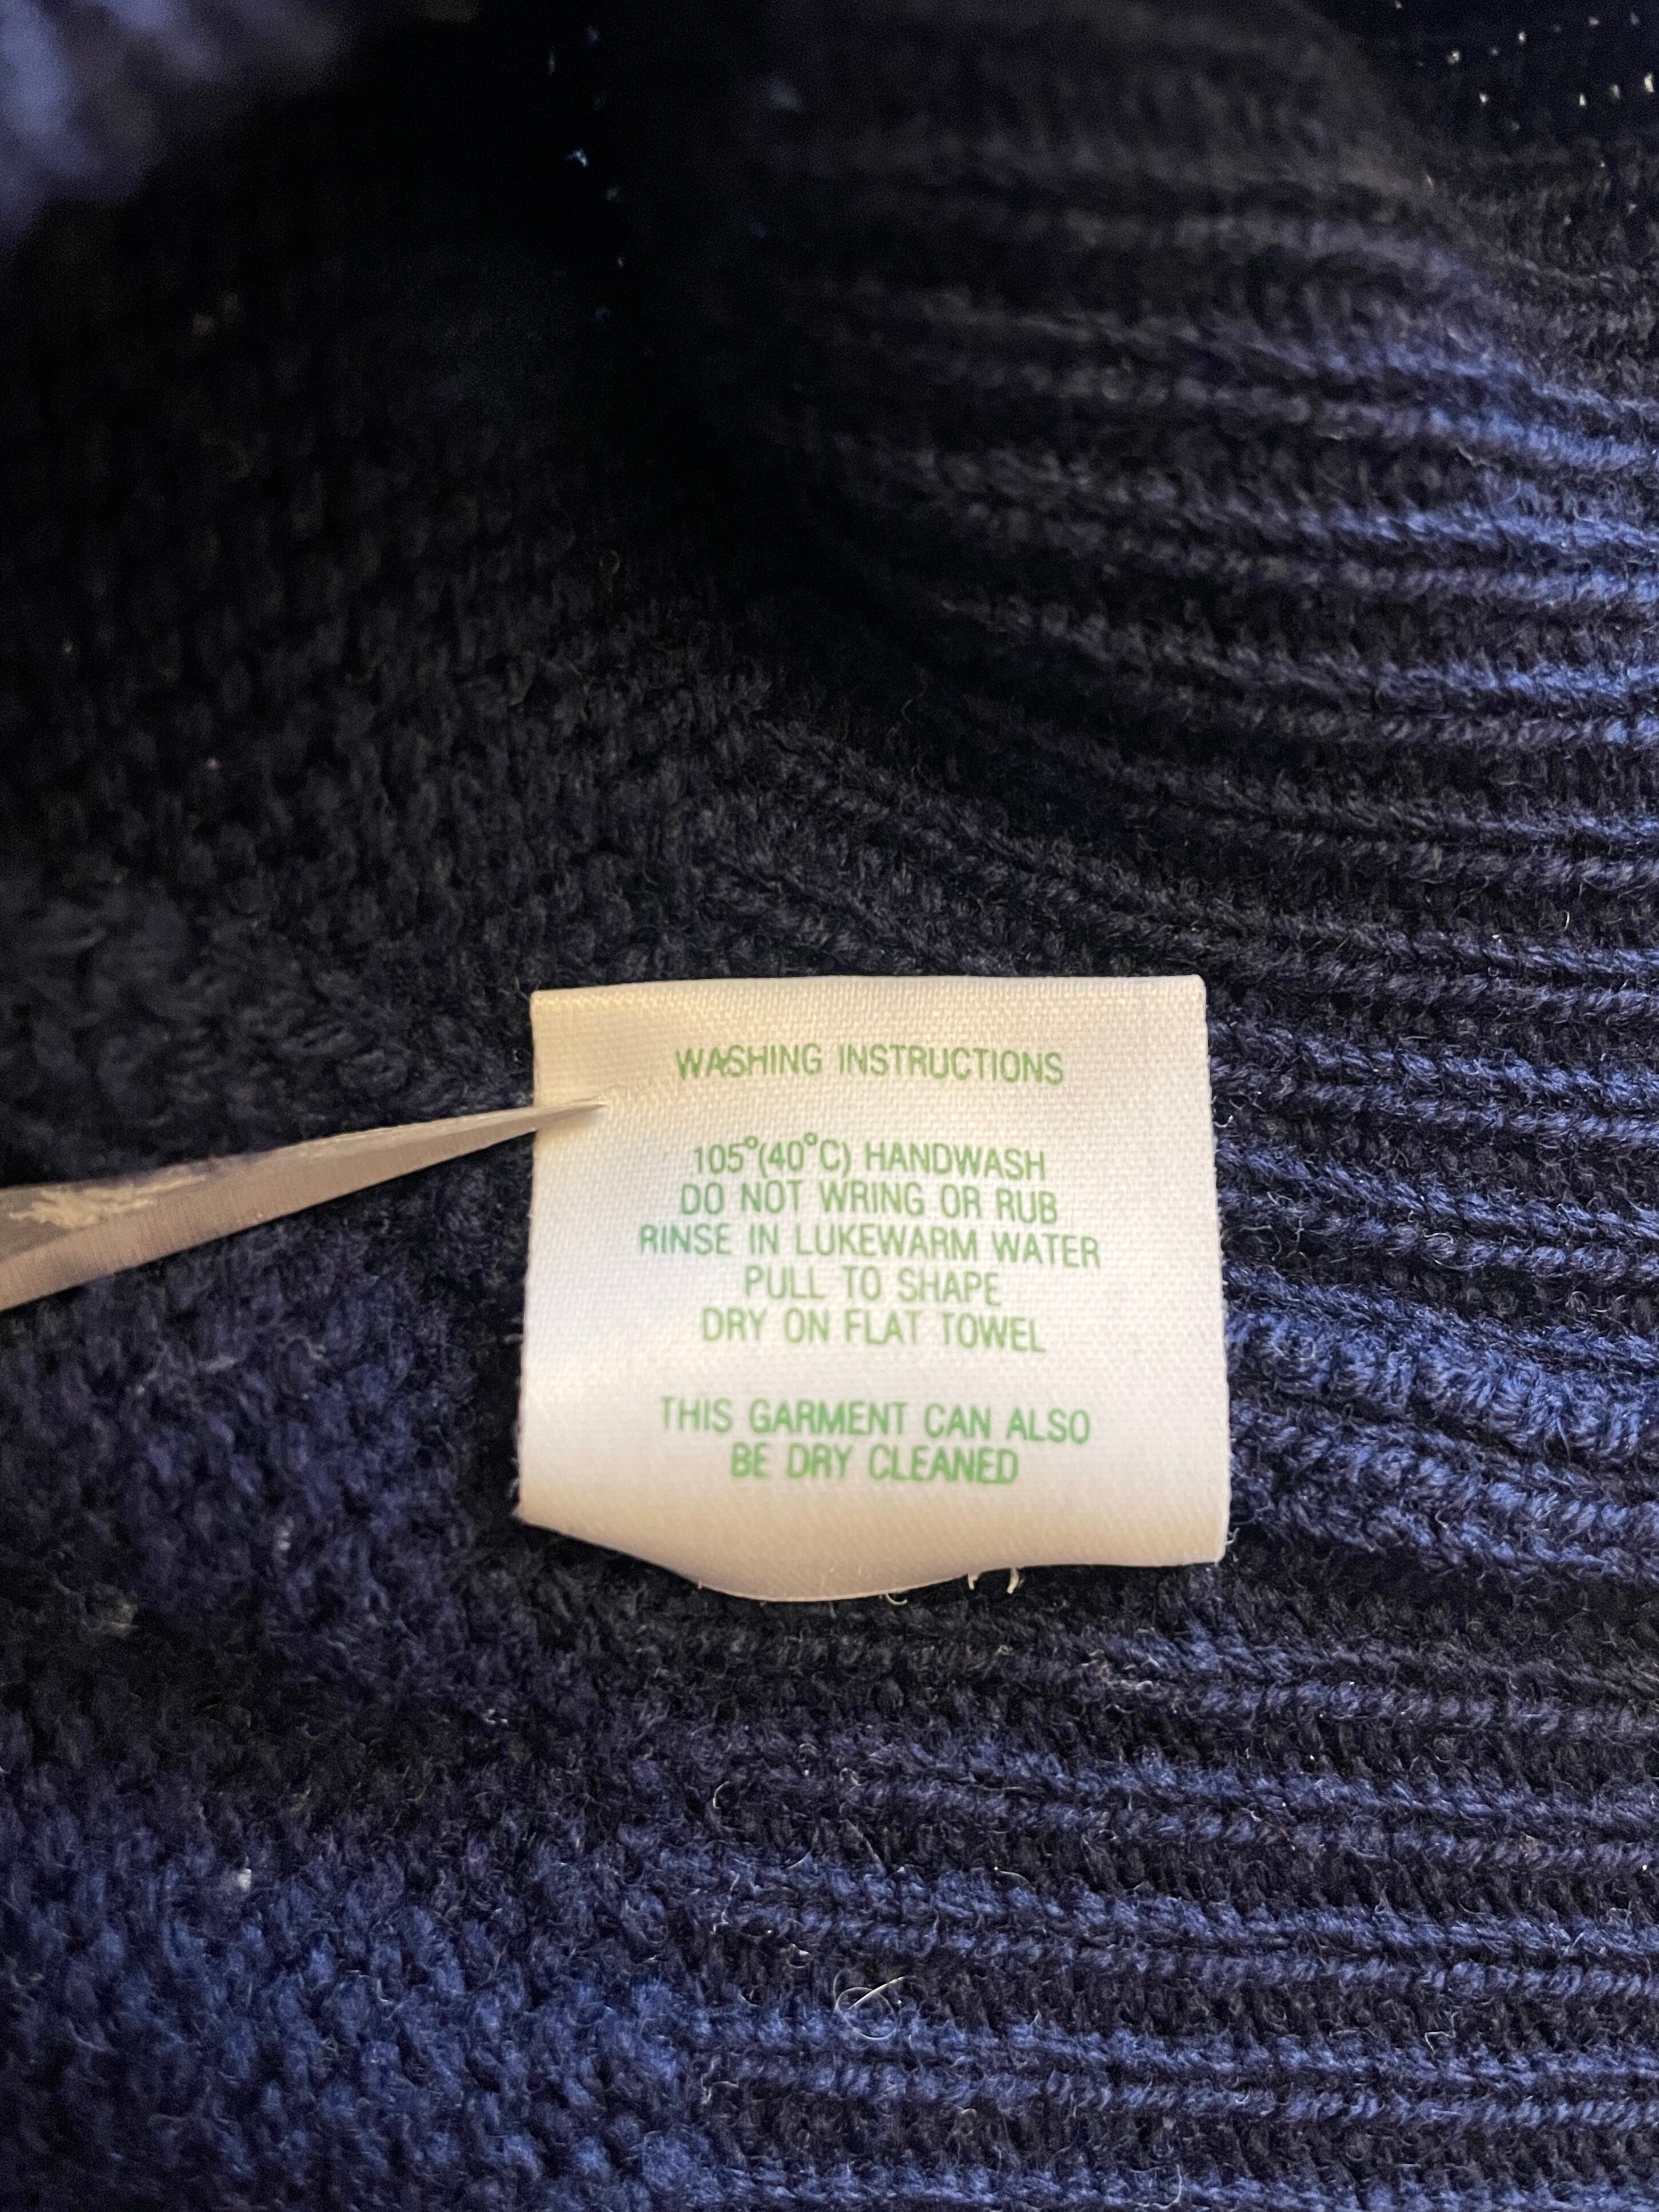 WASHING INSTRUCTIONS
105°(40°C) HANDWASH
DO NOT WRING OR RUB
RINSE IN LUKEWARM WATER
PULL TO SHAPE
DRY ON FLAT TOWEL
THIS GARMENT CAN ALSO
BE DRY CLEANED